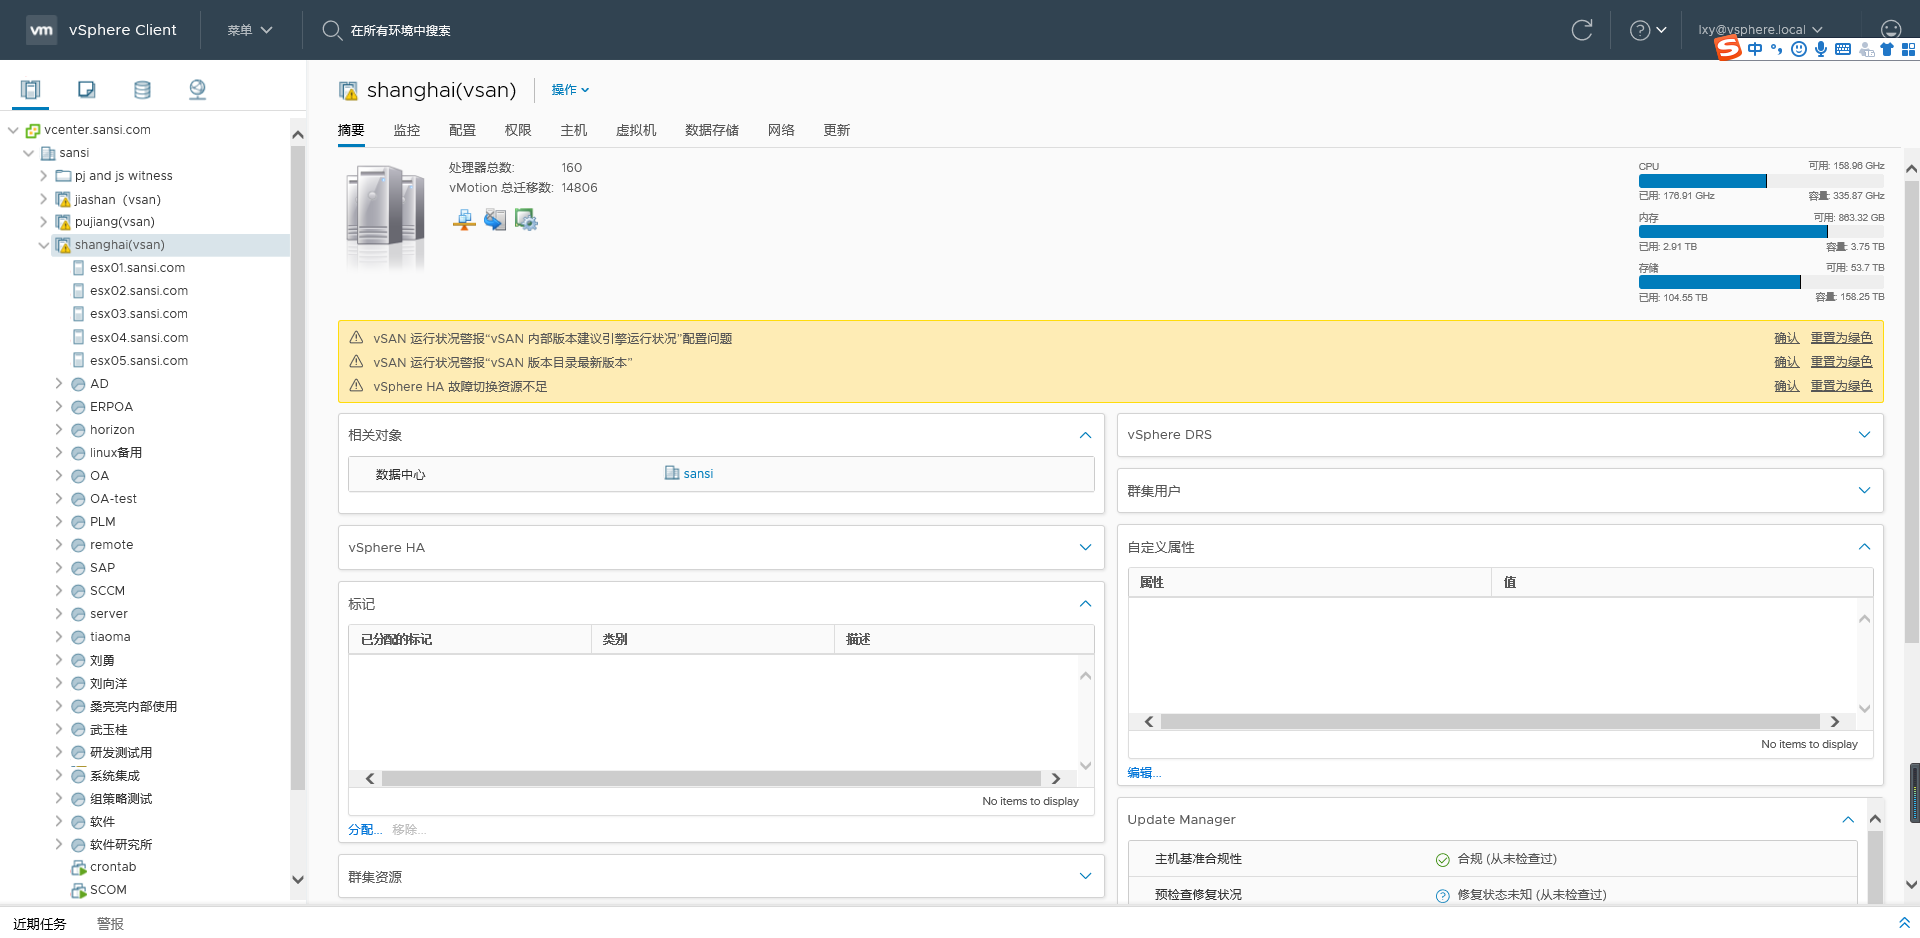 vm vSphere Client 菜单 在所有环境中搜索 lxy@vsphere.local
中
vcenter.sansi.com
sansi
pj and js witness
jiashan (vsan)
pujiang(vsan)
shanghai(vsan)
esx01.sansi.com
esx02.sansi.com
esx03.sansi.com
esx04.sansi.com
esx05.sansi.com
AD
ERPOA
horizon
linux备用
OA
OA-test
PLM
remote
SAP
SCCM
server
tiaoma
刘勇
刘向洋
桑亮亮内部使用
武玉桂
研发测试用
系统集成
组策略测试
软件
软件研究所
crontab
SCOM
shanghai(vsan) 操作
摘要 监控 配置 权限 主机 虚拟机 数据存储 网络 更新
处理器总数: 160
vMotion 总迁移数: 14806
CPU 可用: 158.96 GHz
已用: 176.91 GHz 容量: 335.87 GHz
内存 可用: 863.32 GB
已用: 2.91 TB 容量: 3.75 TB
存储 可用: 53.7 TB
已用: 104.55 TB 容量: 158.25 TB
vSAN 运行状况警报“vSAN 内部版本建议引擎运行状况”配置问题 确认 重置为绿色
vSAN 运行状况警报“vSAN 版本目录最新版本” 确认 重置为绿色
vSphere HA 故障切换资源不足 确认 重置为绿色
相关对象
数据中心 sansi
vSphere HA
标记
已分配的标记 类别 描述
No items to display
分配... 移除...
群集资源
vSphere DRS
群集用户
自定义属性
属性 值
No items to display
编辑...
Update Manager
主机基准合规性 合规 (从未检查过)
预检查修复状况 修复状态未知 (从未检查过)
近期任务 警报